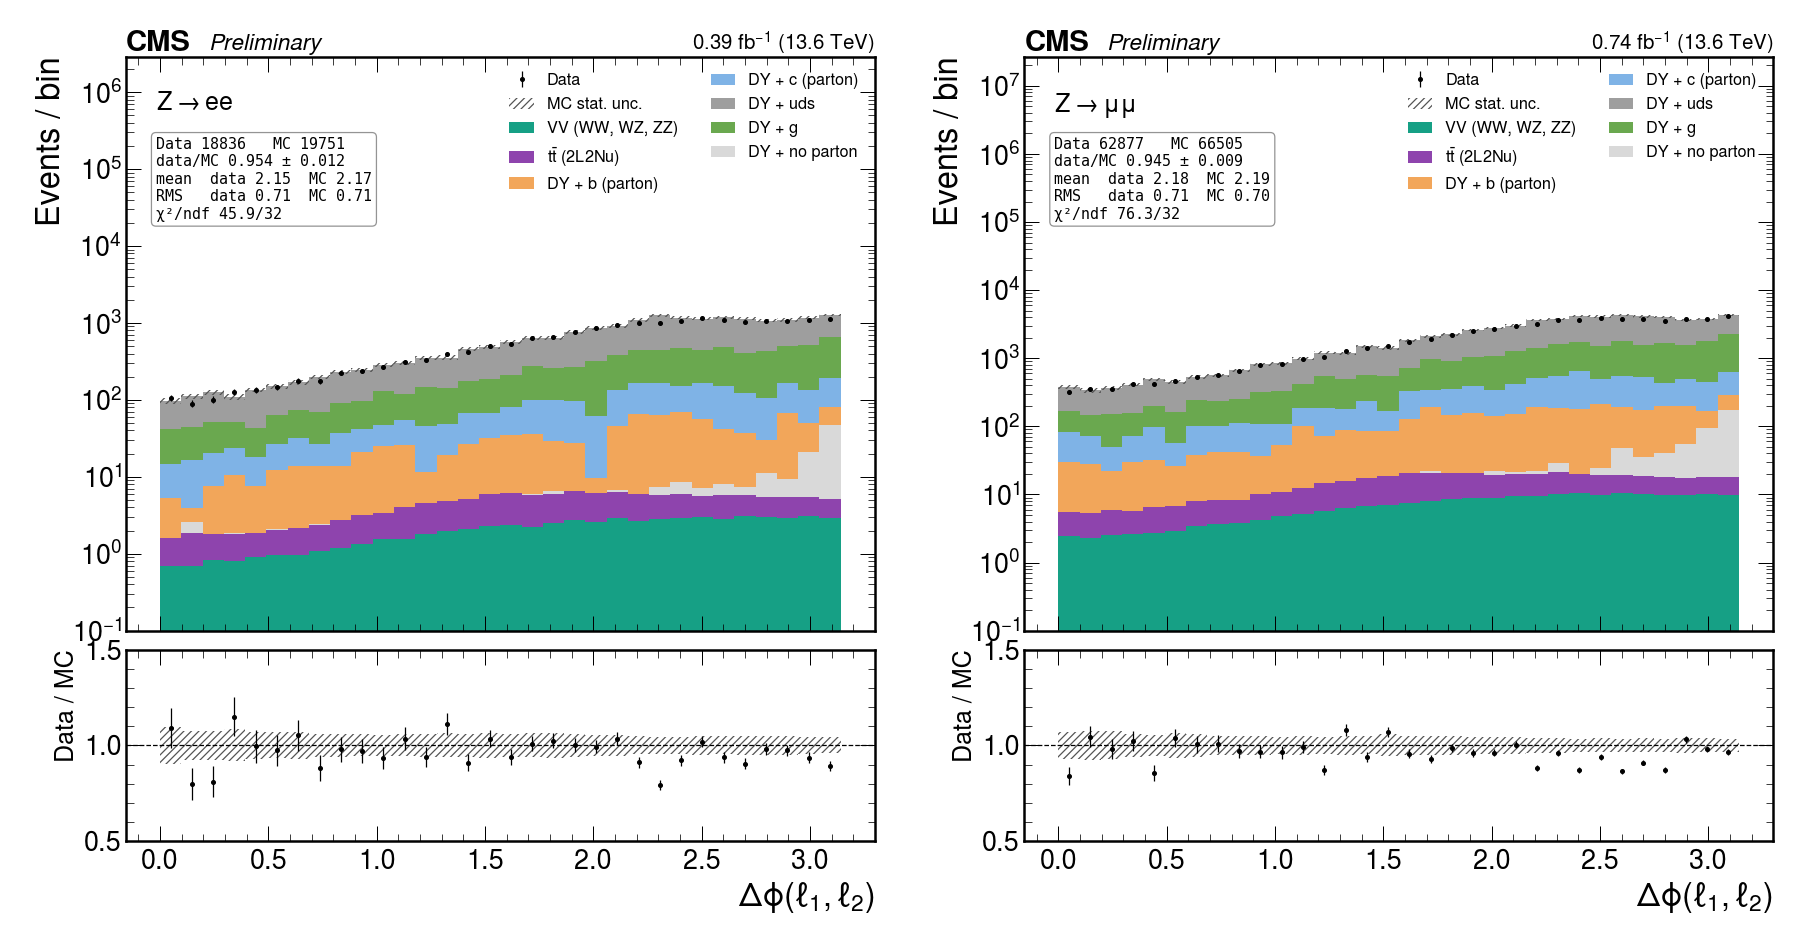 CMS Preliminary 0.39 fb⁻¹ (13.6 TeV)
Events / bin
Z→ee
Data 18836   MC 19751
data/MC 0.954 ± 0.012
mean  data 2.15  MC 2.17
RMS   data 0.71  MC 0.71
χ²/ndf 45.9/32
Data
MC stat. unc.
VV (WW, WZ, ZZ)
tt̄ (2L2Nu)
DY + b (parton)
DY + c (parton)
DY + uds
DY + g
DY + no parton
10⁶
10⁵
10⁴
10³
10²
10¹
10⁰
10⁻¹
Data / MC
1.5
1.0
0.5
0.0 0.5 1.0 1.5 2.0 2.5 3.0
Δϕ(ℓ₁, ℓ₂)
CMS Preliminary 0.74 fb⁻¹ (13.6 TeV)
Events / bin
Z→μμ
Data 62877   MC 66505
data/MC 0.945 ± 0.009
mean  data 2.18  MC 2.19
RMS   data 0.71  MC 0.70
χ²/ndf 76.3/32
Data
MC stat. unc.
VV (WW, WZ, ZZ)
tt̄ (2L2Nu)
DY + b (parton)
DY + c (parton)
DY + uds
DY + g
DY + no parton
10⁷
10⁶
10⁵
10⁴
10³
10²
10¹
10⁰
10⁻¹
Data / MC
1.5
1.0
0.5
0.0 0.5 1.0 1.5 2.0 2.5 3.0
Δϕ(ℓ₁, ℓ₂)